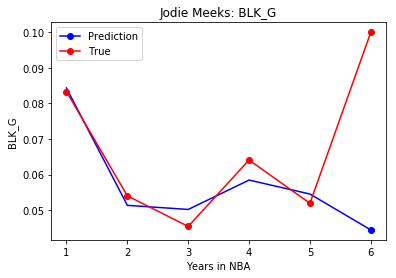 Jodie Meeks: BLK_G
Prediction
True
BLK_G
0.10
0.09
0.08
0.07
0.06
0.05
1 2 3 4 5 6
Years in NBA